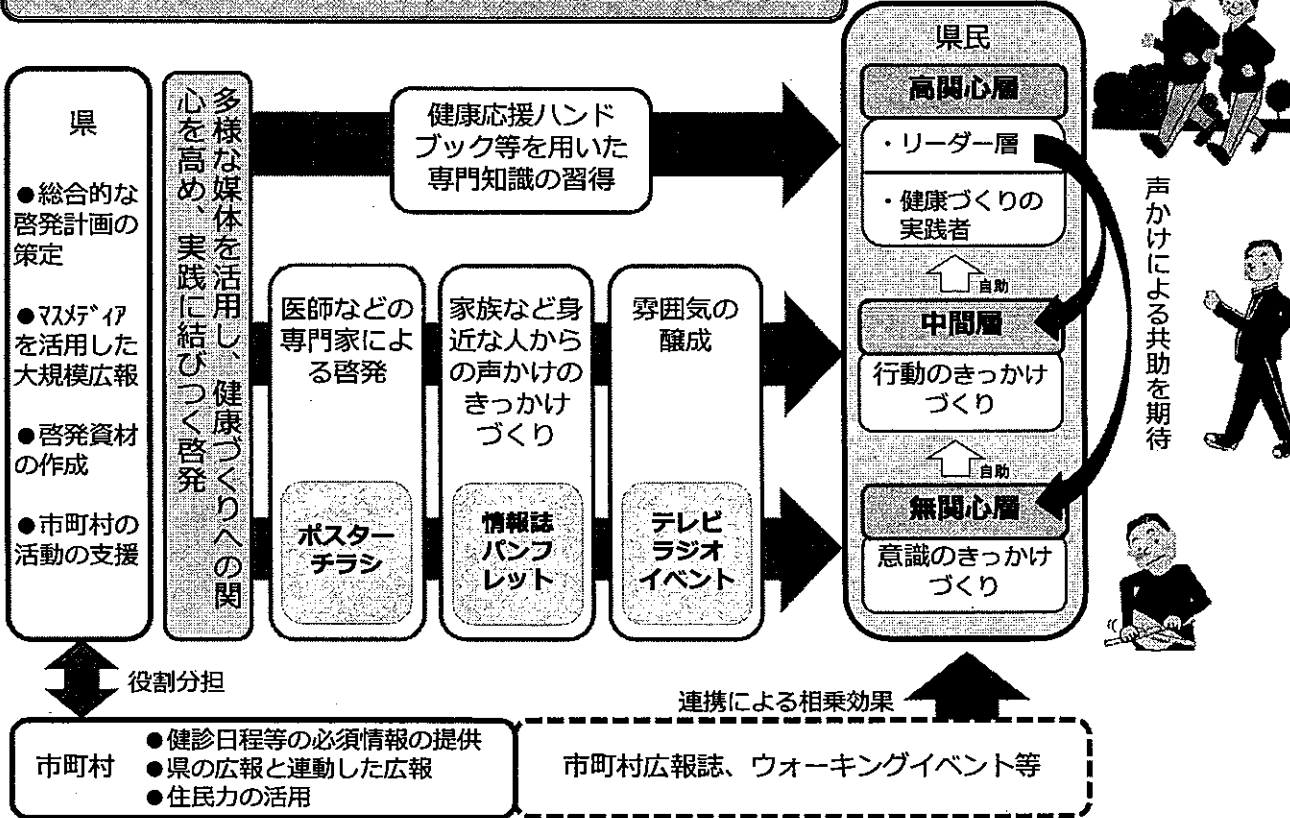 県
●総合的な
啓発計画の
策定
●ﾏｽﾒﾃﾞｨｱ
を活用した
大規模広報
●啓発資材
の作成
●市町村の
活動の支援
多様な媒体を活用し、健康づくりへの関
心を高め、実践に結びつく啓発
健康応援ハンド
ブック等を用いた
専門知識の習得
医師などの
専門家によ
る啓発
ポスター
チラシ
家族など身
近な人から
の声かけの
きっかけ
づくり
情報誌
パンフ
レット
雰囲気の
醸成
テレビ
ラジオ
イベント
県民
高関心層
・リーダー層
・健康づくりの
実践者
自助
中間層
行動のきっかけ
づくり
自助
無関心層
意識のきっかけ
づくり
声かけによる共助を期待
役割分担
連携による相乗効果
市町村
●健診日程等の必須情報の提供
●県の広報と連動した広報
●住民力の活用
市町村広報誌、ウォーキングイベント等